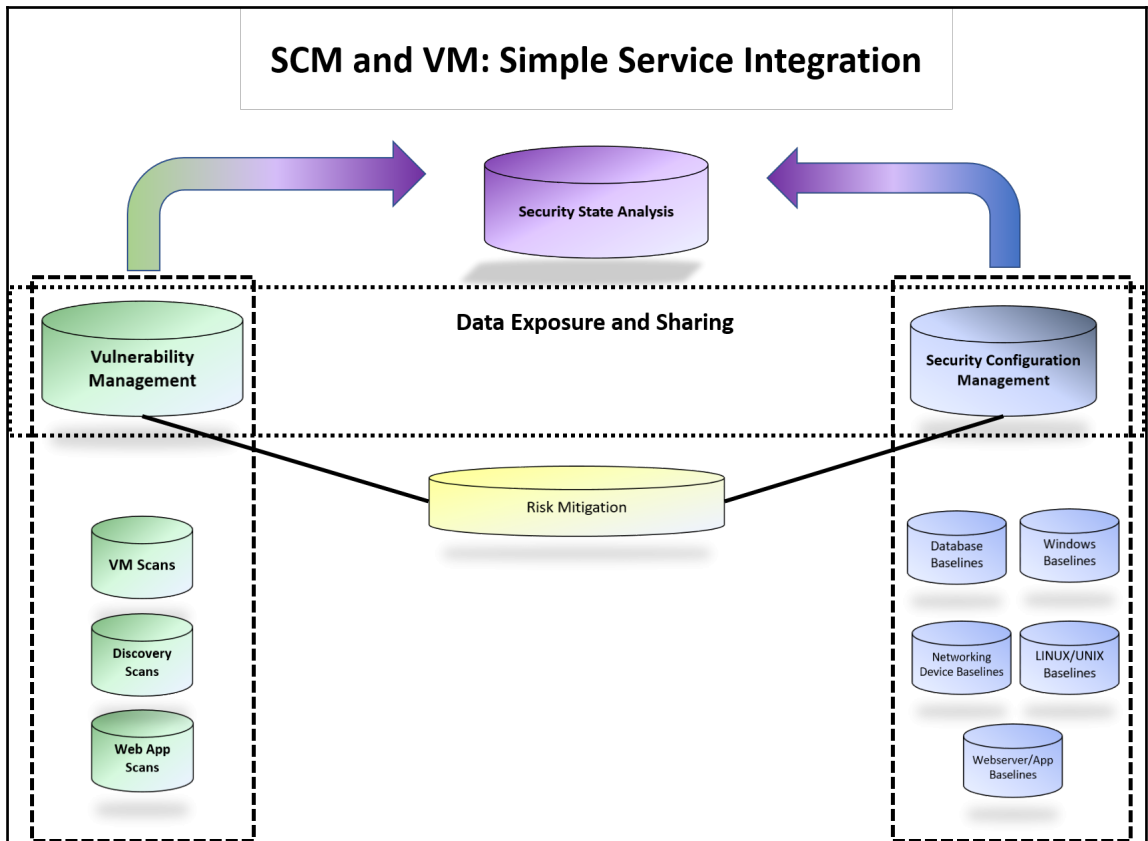 SCM and VM: Simple Service Integration
Security State Analysis
Data Exposure and Sharing
Vulnerability
Management
Security Configuration
Management
Risk Mitigation
VM Scans
Discovery
Scans
Web App
Scans
Database
Baselines
Windows
Baselines
Networking
Device Baselines
LINUX/UNIX
Baselines
Webserver/App
Baselines